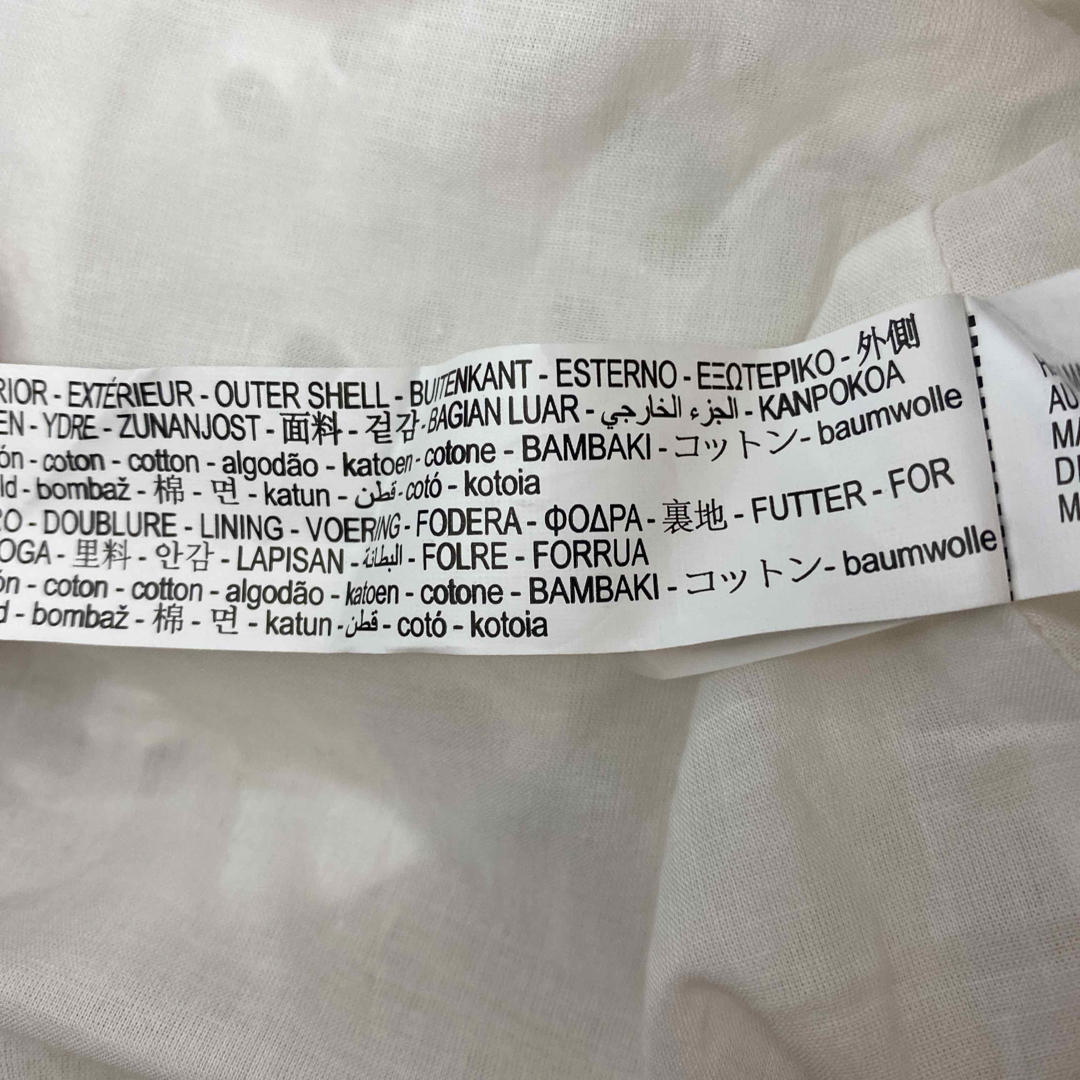 RIOR - EXTÉRIEUR - OUTER SHELL - BUITENKANT - ESTERNO - ΕΞΩΤΕΡΙΚΟ - 外側
EN - YDRE - ZUNANJOST - 面料 - 겉감 - BAGIAN LUAR - الجزء الخارجي - KANPOKOA
ón - coton - cotton - algodão - katoen - cotone - BAMBAKI - コットン - baumwolle
ld - bombaž - 棉 - 면 - katun - قطن - cotó - kotoia
RO - DOUBLURE - LINING - VOERING - FODERA - ΦΟΔΡΑ - 裏地 - FUTTER - FOR
OGA - 里料 - 안감 - LAPISAN - البطانة - FOLRE - FORRUA
ón - coton - cotton - algodão - katoen - cotone - BAMBAKI - コットン - baumwolle
d - bombaž - 棉 - 면 - katun - قطن - cotó - kotoia
AU
MA
DI
M